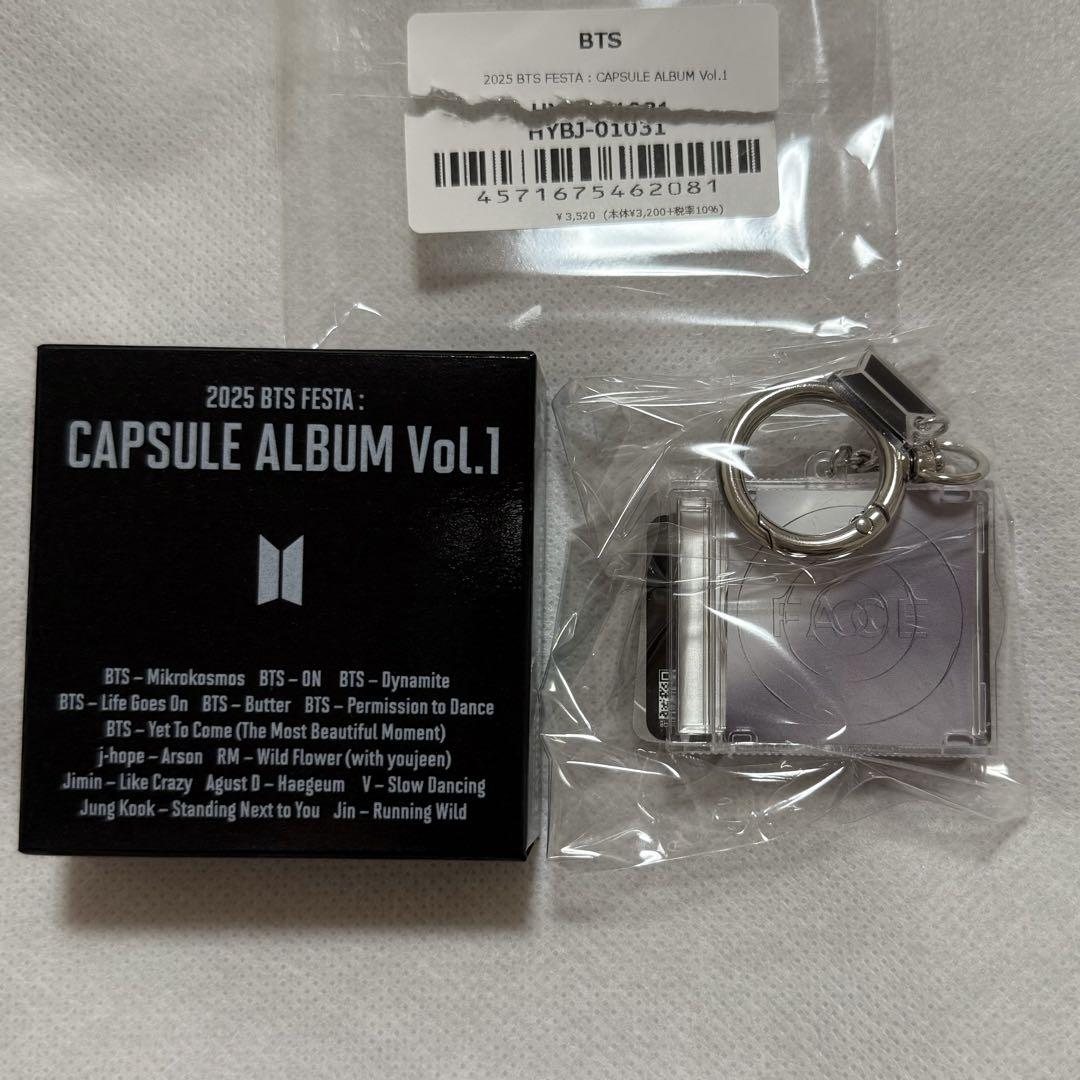 BTS
2025 BTS FESTA : CAPSULE ALBUM Vol.1
HYBJ-01031
4571675462081
¥3,520 (本体¥3,200+税率10%)
2025 BTS FESTA :
CAPSULE ALBUM Vol.1
BTS – Mikrokosmos BTS – ON BTS – Dynamite
BTS – Life Goes On BTS – Butter BTS – Permission to Dance
BTS – Yet To Come (The Most Beautiful Moment)
j-hope – Arson RM – Wild Flower (with youjeen)
Jimin – Like Crazy Agust D – Haegeum V – Slow Dancing
Jung Kook – Standing Next to You Jin – Running Wild
FACE